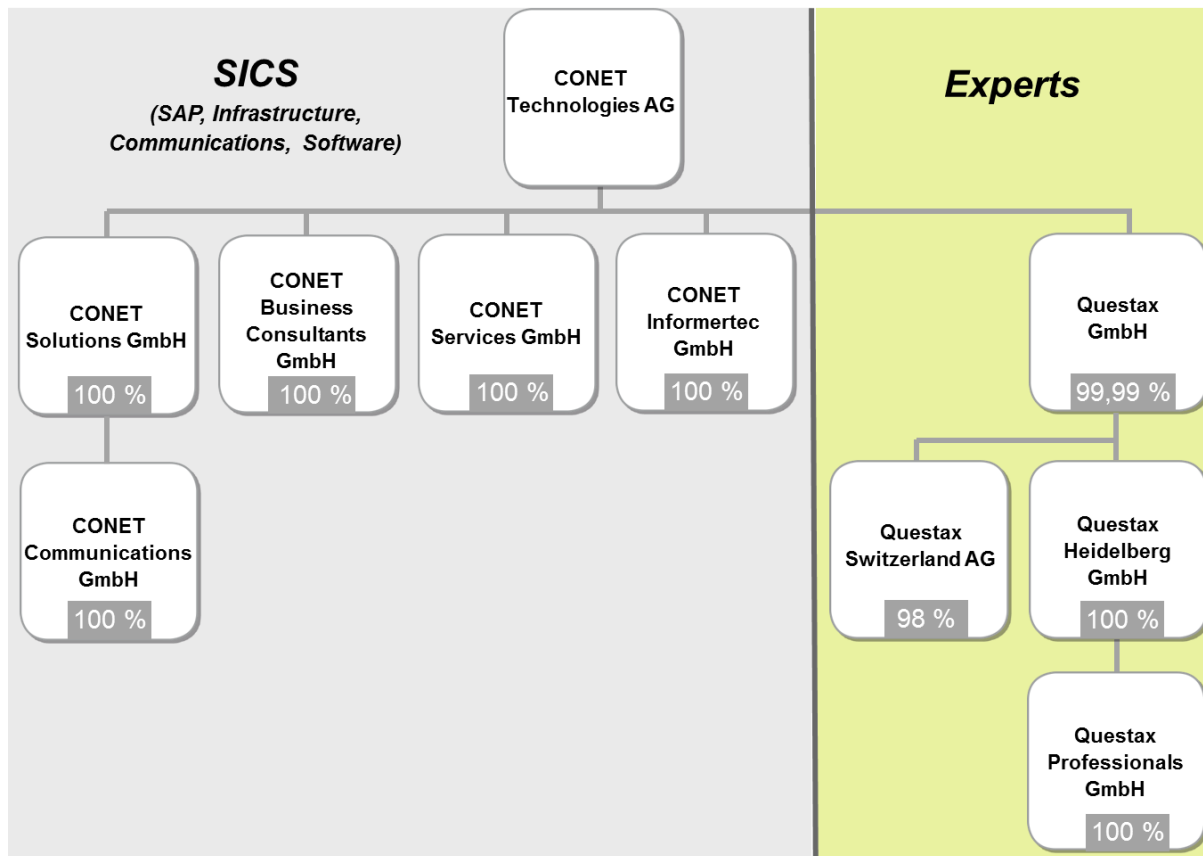 SICS
(SAP, Infrastructure,
Communications, Software)
CONET
Technologies AG
Experts
CONET
Solutions GmbH
100 %
CONET
Business
Consultants
GmbH
100 %
CONET
Services GmbH
100 %
CONET
Informertec
GmbH
100 %
Questax
GmbH
99,99 %
CONET
Communications
GmbH
100 %
Questax
Switzerland AG
98 %
Questax
Heidelberg
GmbH
100 %
Questax
Professionals
GmbH
100 %